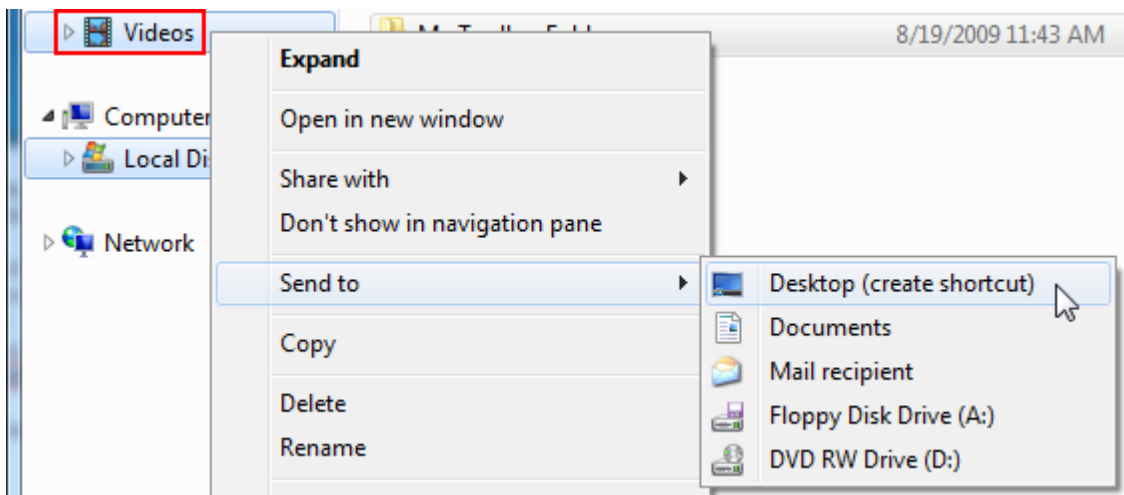 Videos
8/19/2009 11:43 AM
Expand
Computer
Open in new window
Local Di
Share with
Don't show in navigation pane
Network
Send to
Desktop (create shortcut)
Documents
Copy
Mail recipient
Delete
Floppy Disk Drive (A:)
Rename
DVD RW Drive (D:)